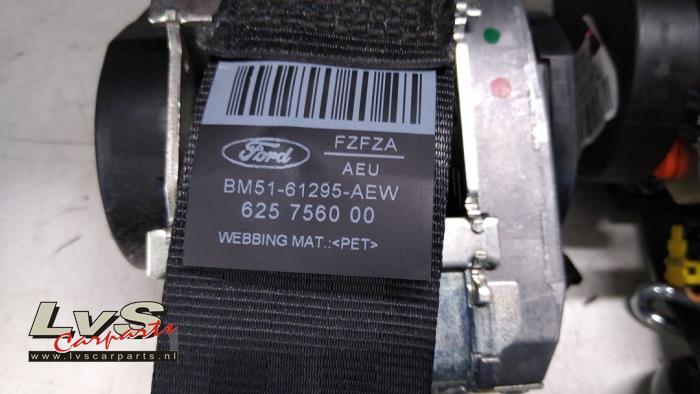 Ford
FZFZA
AEU
BM51-61295-AEW
625 7560 00
WEBBING MAT.:<PET>
LvS
Carparts
www.lvscarparts.nl